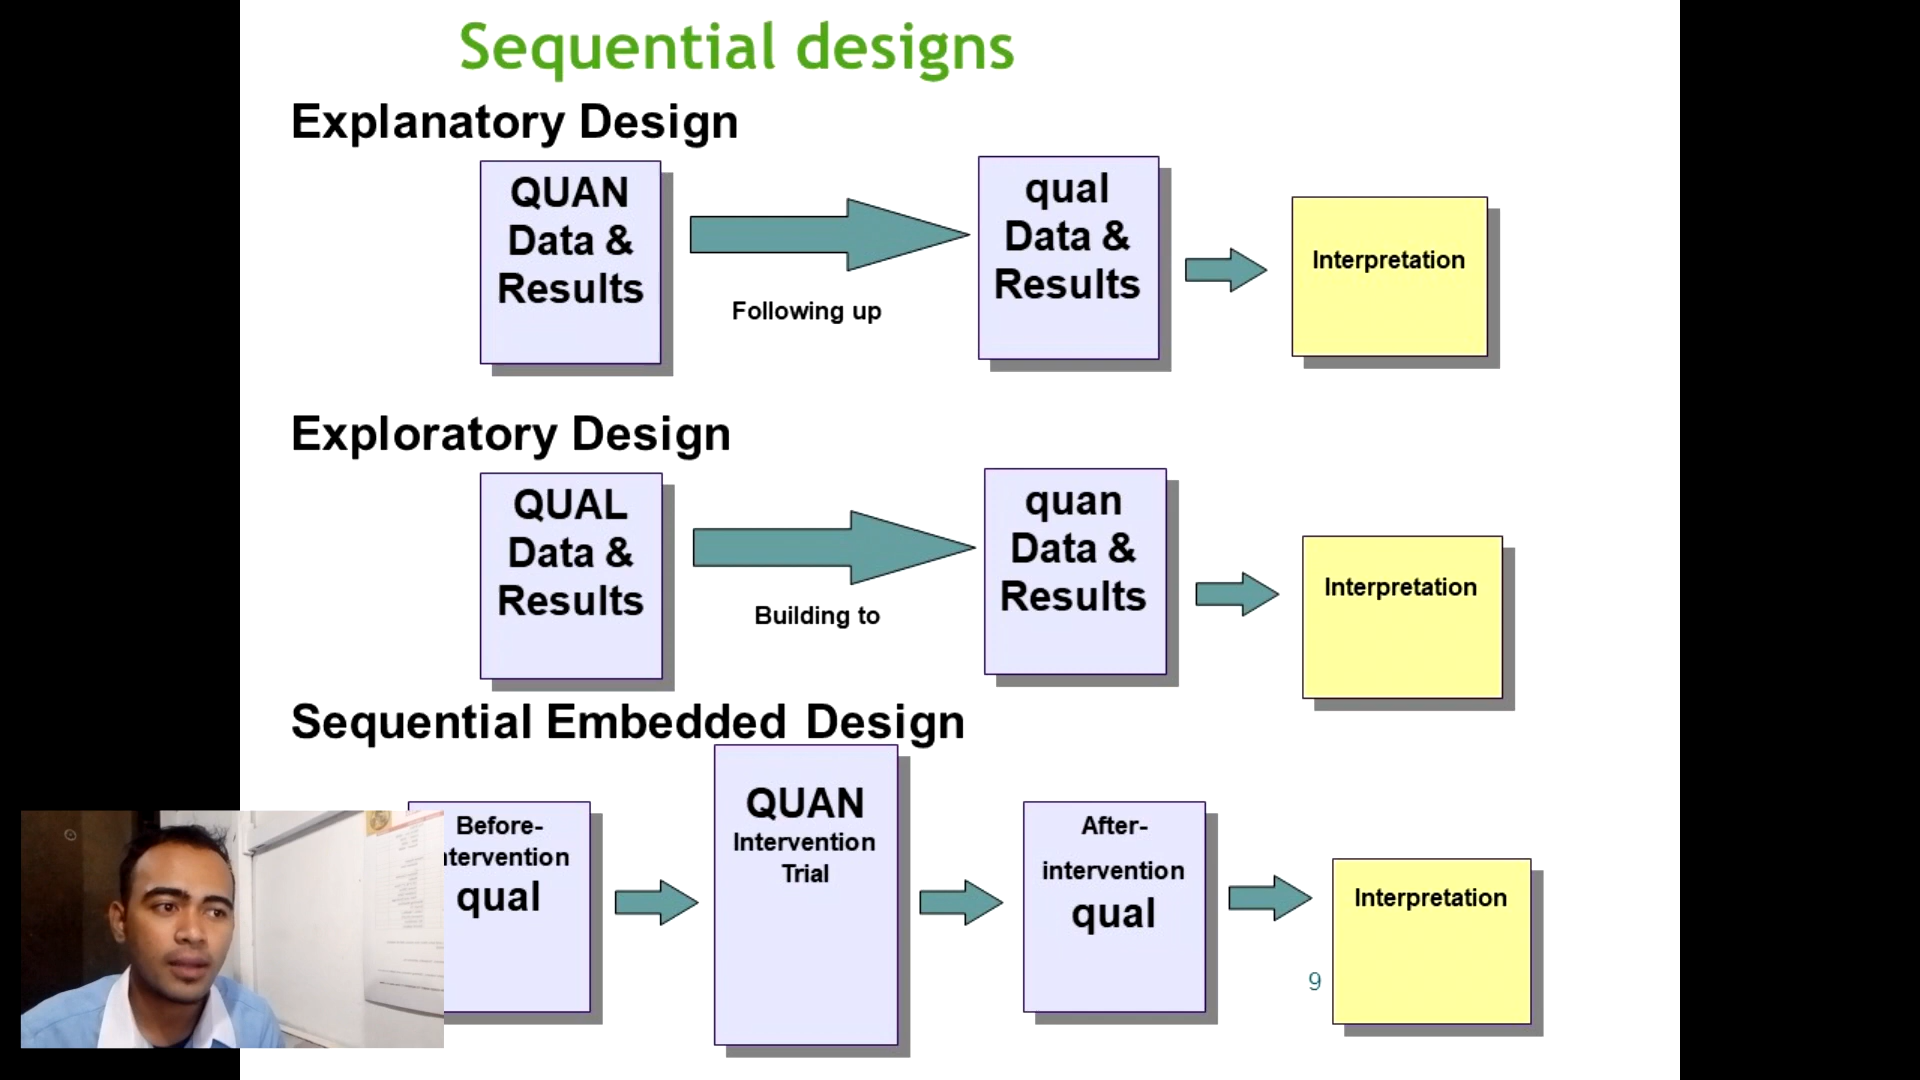 Sequential designs
Explanatory Design
QUAN
Data &
Results
Following up
qual
Data &
Results
Interpretation
Exploratory Design
QUAL
Data &
Results
Building to
quan
Data &
Results
Interpretation
Sequential Embedded Design
Before-
ntervention
qual
QUAN
Intervention
Trial
After-
intervention
qual
Interpretation
9